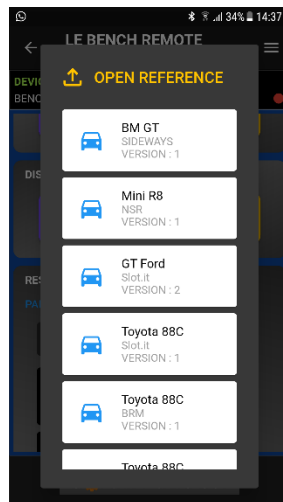 34% 14:37
LE BENCH REMOTE
DEVI
BENC
OPEN REFERENCE
BM GT
SIDEWAYS
VERSION : 1
DIS
Mini R8
NSR
VERSION : 1
GT Ford
Slot.it
VERSION : 2
RES
PA
Toyota 88C
Slot.it
VERSION : 1
Toyota 88C
BRM
VERSION : 1
Toyota 88C